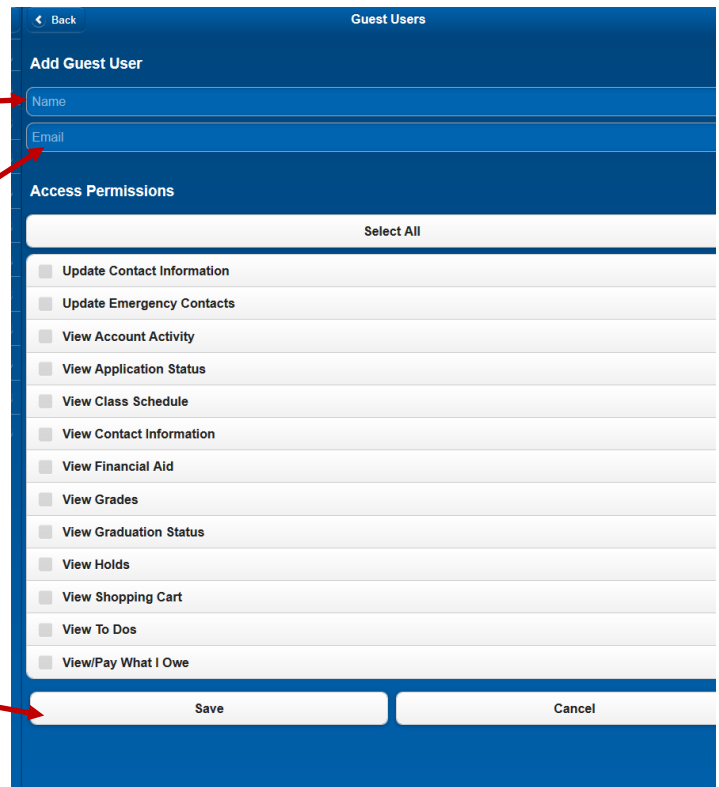 Back
Guest Users
Add Guest User
Name
Email
Access Permissions
Select All
Update Contact Information
Update Emergency Contacts
View Account Activity
View Application Status
View Class Schedule
View Contact Information
View Financial Aid
View Grades
View Graduation Status
View Holds
View Shopping Cart
View To Dos
View/Pay What I Owe
Save
Cancel